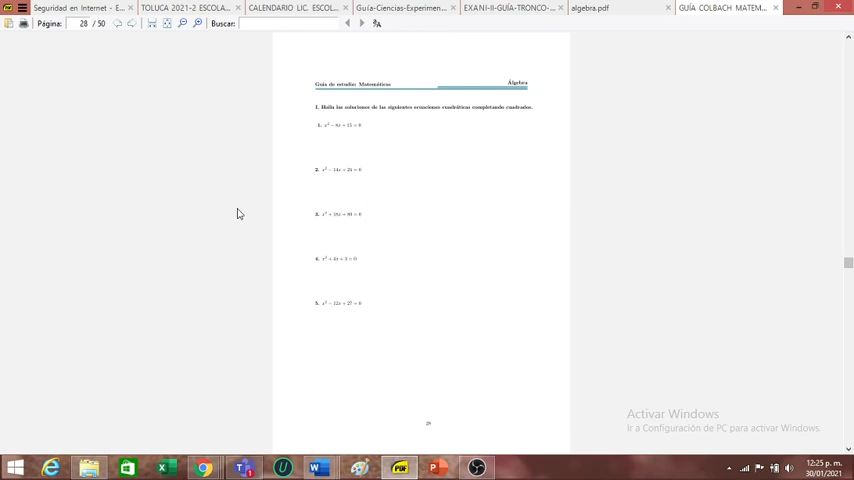 Seguridad en Internet - E...
TOLUCA 2021-2 ESCOLA...
CALENDARIO LIC. ESCOL...
Guía-Ciencias-Experimen...
EXANI-II-GUÍA-TRONCO-...
algebra.pdf
GUÍA COLBACH MATEM...
Página: 28 / 50
Buscar:
Guía de estudio: Matemáticas
Álgebra
I. Halla las soluciones de las siguientes ecuaciones cuadráticas completando cuadrados.
1. x² − 8x + 15 = 0
2. x² − 14x + 24 = 0
3. x² + 18x + 80 = 0
4. x² + 4x + 3 = 0
5. x² − 12x + 27 = 0
28
Activar Windows
Ir a Configuración de PC para activar Windows.
12:25 p. m.
30/01/2021